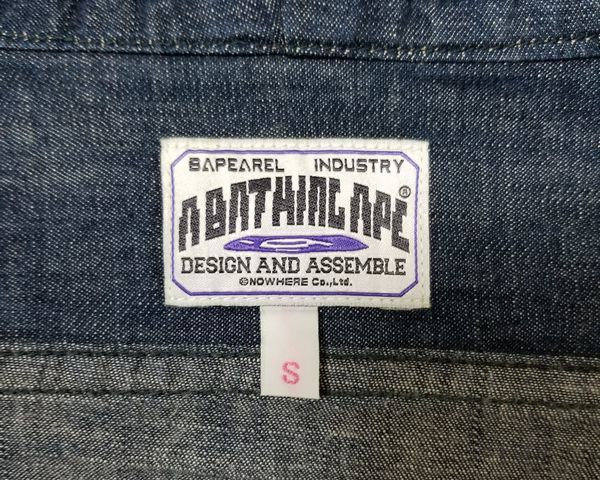 BAPEAREL INDUSTRY
A BATHING APE®
DESIGN AND ASSEMBLE
©NOWHERE Co.,Ltd.
S